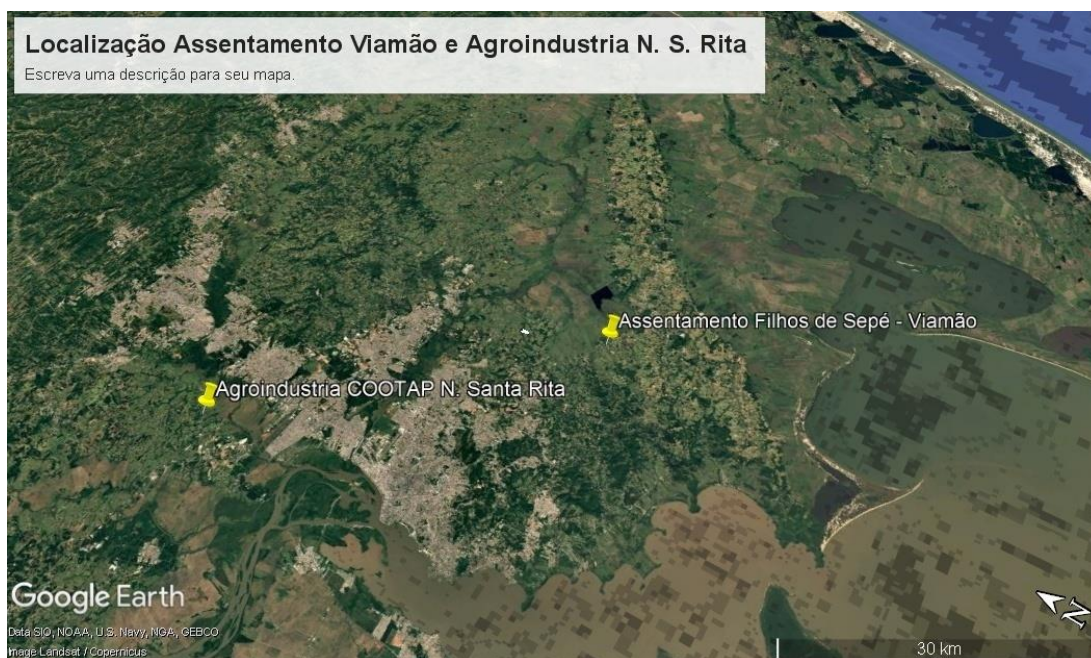 Localização Assentamento Viamão e Agroindustria N. S. Rita
Escreva uma descrição para seu mapa.
Assentamento Filhos de Sepé - Viamão
Agroindustria COOTAP N. Santa Rita
Google Earth
Data SIO, NOAA, U.S. Navy, NGA, GEBCO
Image Landsat / Copernicus
N
30 km